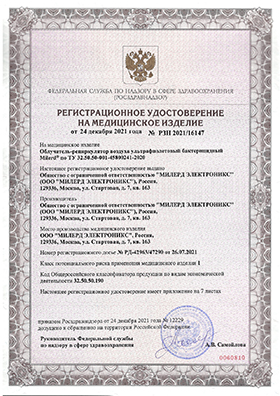 ФЕДЕРАЛЬНАЯ СЛУЖБА ПО НАДЗОРУ В СФЕРЕ ЗДРАВООХРАНЕНИЯ
(РОСЗДРАВНАДЗОР)
РЕГИСТРАЦИОННОЕ УДОСТОВЕРЕНИЕ
НА МЕДИЦИНСКОЕ ИЗДЕЛИЕ
от 24 декабря 2021 года № РЗН 2021/16147
На медицинское изделие
Облучатель-рециркулятор воздуха ультрафиолетовый бактерицидный
Milerd® по ТУ 32.50.50-001-45809241-2020
Настоящее регистрационное удостоверение выдано
Общество с ограниченной ответственностью "МИЛЕРД ЭЛЕКТРОНИКС"
(ООО "МИЛЕРД ЭЛЕКТРОНИКС"), Россия,
129336, Москва, ул. Стартовая, д. 7, кв. 163
Производитель
Общество с ограниченной ответственностью "МИЛЕРД ЭЛЕКТРОНИКС"
(ООО "МИЛЕРД ЭЛЕКТРОНИКС"), Россия,
129336, Москва, ул. Стартовая, д. 7, кв. 163
Место производства медицинского изделия
ООО "МИЛЕРД ЭЛЕКТРОНИКС", Россия,
129336, Москва, ул. Стартовая, д. 7, кв. 163
Номер регистрационного досье № РД-42963/47290 от 26.07.2021
Класс потенциального риска применения медицинского изделия 1
Код Общероссийского классификатора продукции по видам экономической
деятельности 32.50.50.190
Настоящее регистрационное удостоверение имеет приложение на 7 листах
приказом Росздравнадзора от 24 декабря 2021 года № 12229
допущено к обращению на территории Российской Федерации.
Руководитель Федеральной службы
по надзору в сфере здравоохранения
А.В. Самойлова
0060810